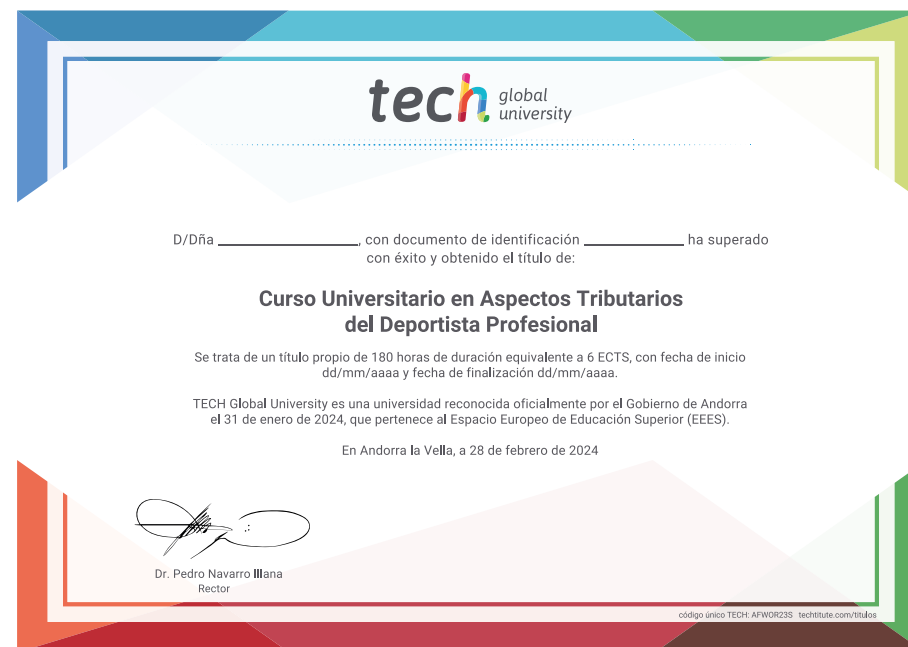 tech global
university
D/Dña ____________________, con documento de identificación ______________ ha superado
con éxito y obtenido el título de:
Curso Universitario en Aspectos Tributarios
del Deportista Profesional
Se trata de un título propio de 180 horas de duración equivalente a 6 ECTS, con fecha de inicio
dd/mm/aaaa y fecha de finalización dd/mm/aaaa.
TECH Global University es una universidad reconocida oficialmente por el Gobierno de Andorra
el 31 de enero de 2024, que pertenece al Espacio Europeo de Educación Superior (EEES).
En Andorra la Vella, a 28 de febrero de 2024
Dr. Pedro Navarro Illana
Rector
código único TECH: AFWOR23S techtitute.com/titulos